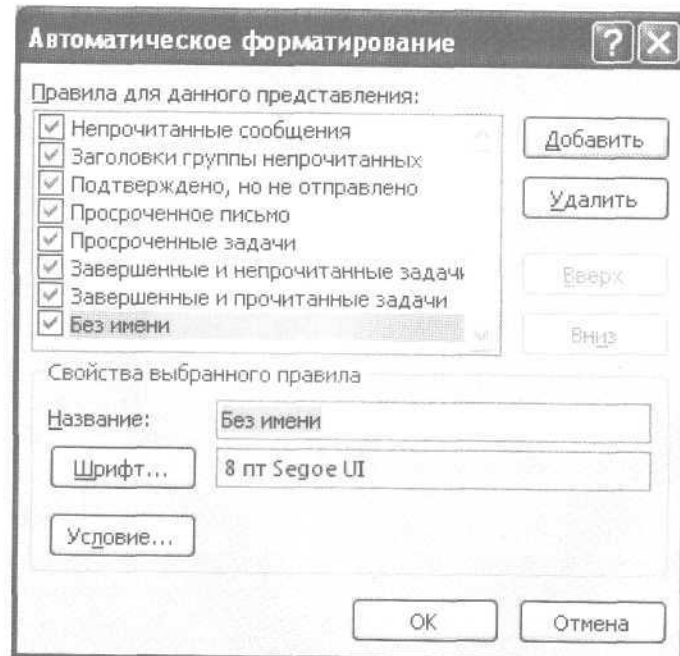 Автоматическое форматирование
Правила для данного представления:
Непрочитанные сообщения
Заголовки группы непрочитанных
Подтверждено, но не отправлено
Просроченное письмо
Просроченные задачи
Завершенные и непрочитанные задачи
Завершенные и прочитанные задачи
Без имени
Добавить
Удалить
Вверх
Вниз
Свойства выбранного правила
Название:
Без имени
Шрифт...
8 пт Segoe UI
Условие...
ОК
Отмена